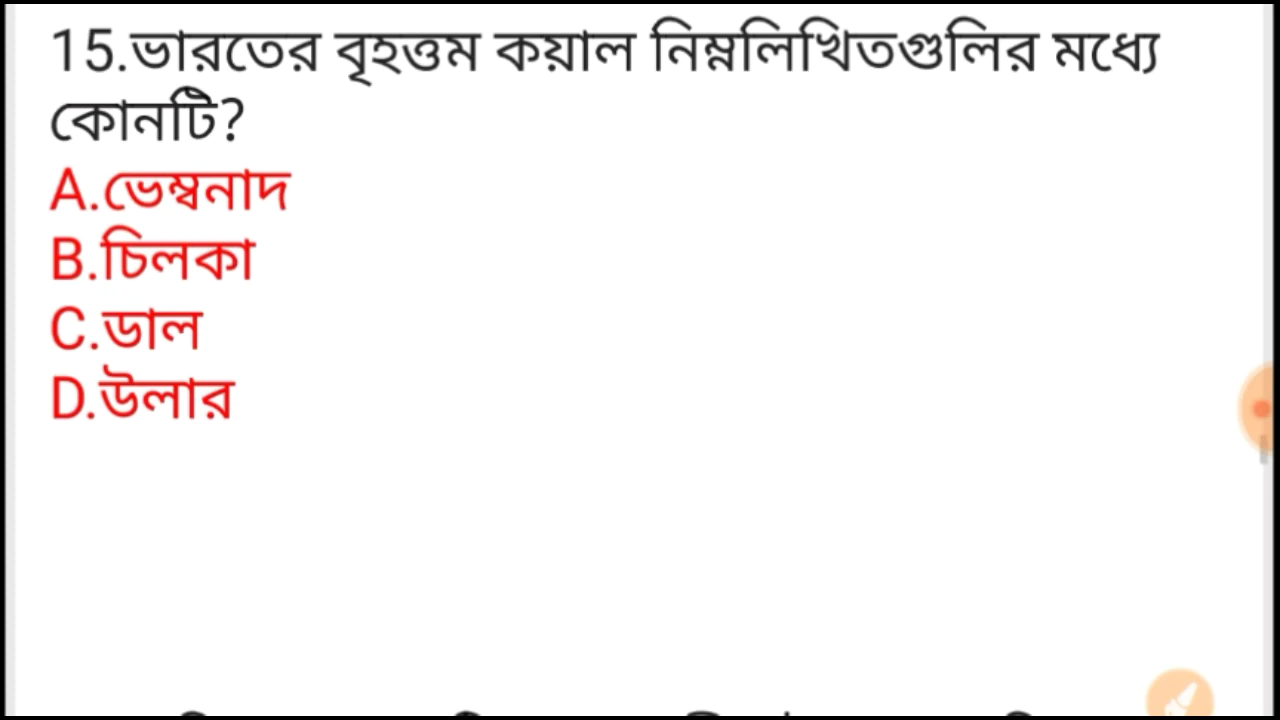 15.ভারতের বৃহত্তম কয়াল নিম্নলিখিতগুলির মধ্যে
কোনটি?
A.ভেম্বনাদ
B.চিলকা
C.ডাল
D.উলার